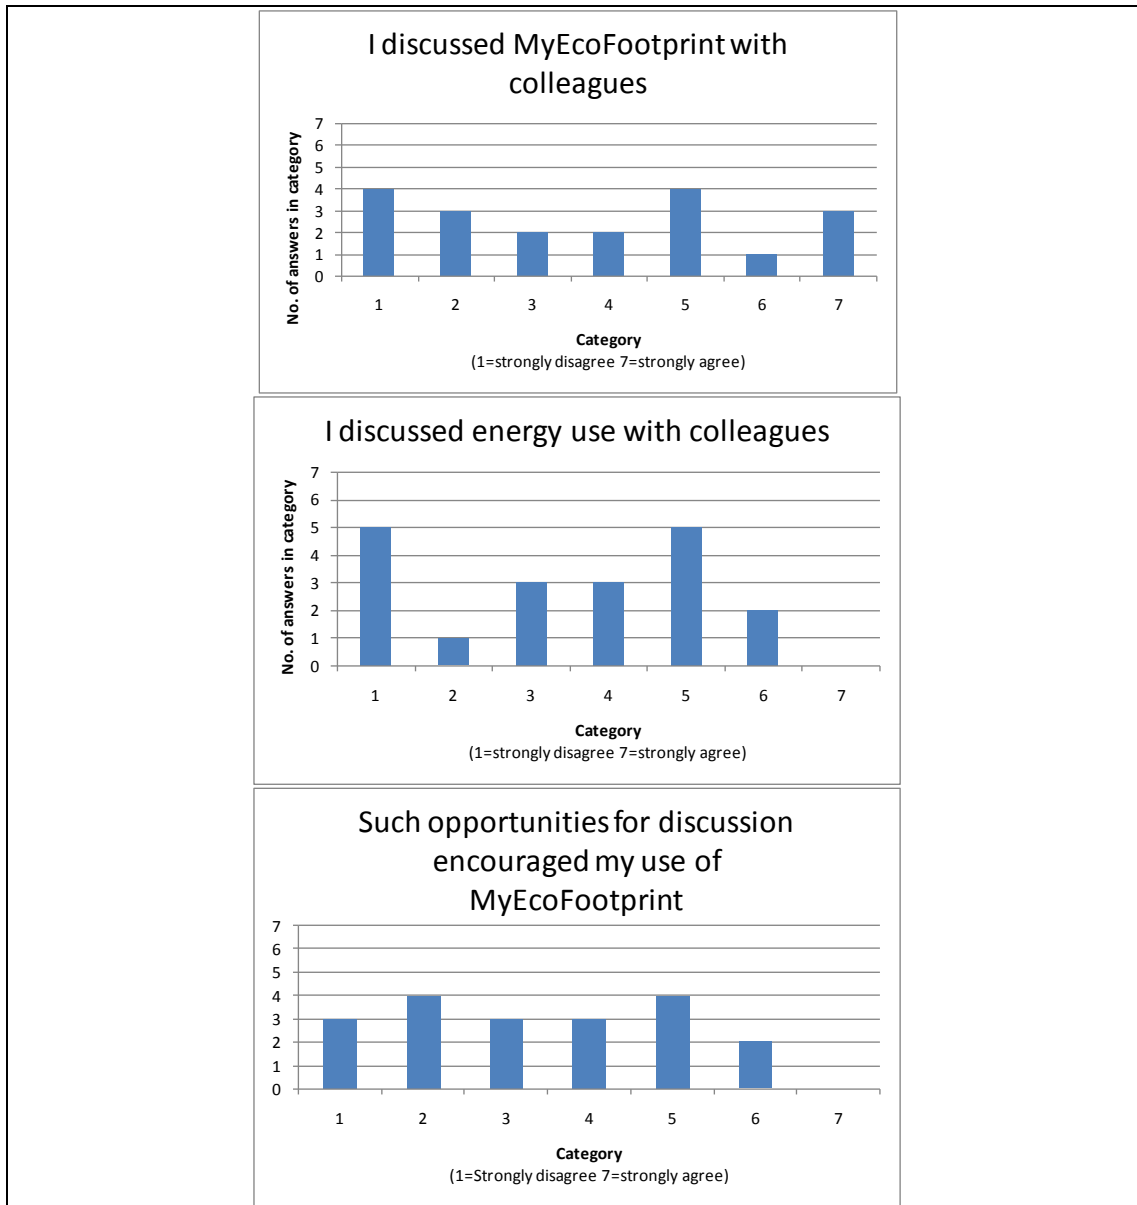 I discussed MyEcoFootprint with
colleagues
No. of answers in category
7
6
5
4
3
2
1
0
1 2 3 4 5 6 7
Category
(1=strongly disagree 7=strongly agree)
I discussed energy use with colleagues
No. of answers in category
7
6
5
4
3
2
1
0
1 2 3 4 5 6 7
Category
(1=strongly disagree 7=strongly agree)
Such opportunities for discussion
encouraged my use of
MyEcoFootprint
7
6
5
4
3
2
1
0
1 2 3 4 5 6 7
Category
(1=Strongly disagree 7=strongly agree)